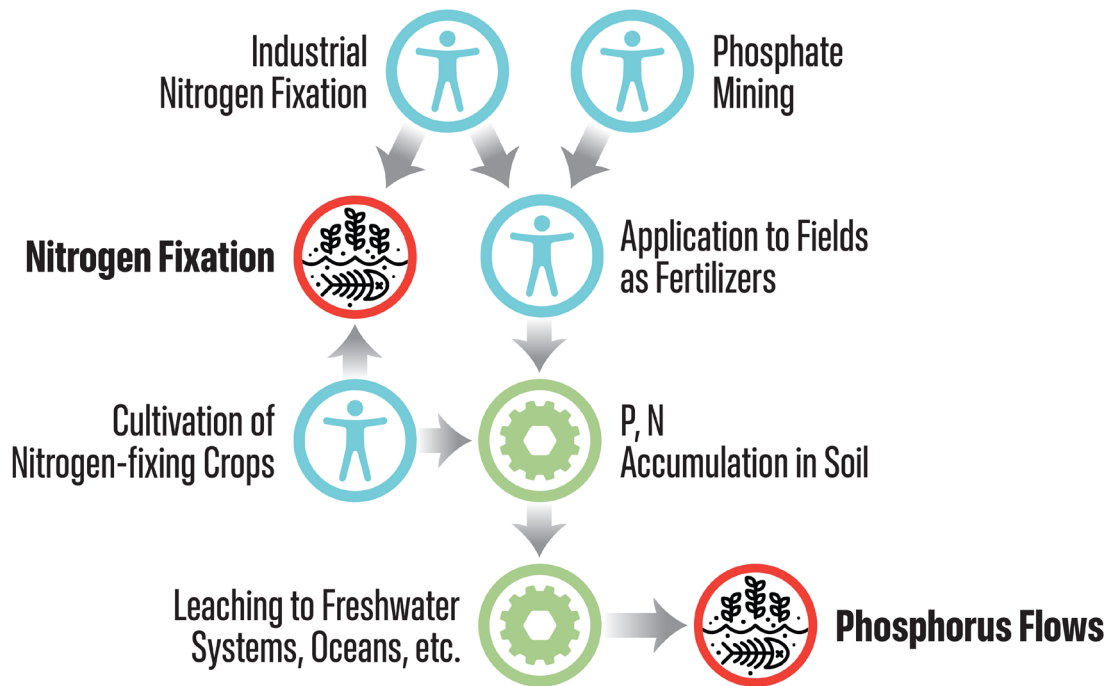 Industrial
Nitrogen Fixation
Phosphate
Mining
Nitrogen Fixation
Application to Fields
as Fertilizers
Cultivation of
Nitrogen-fixing Crops
P, N
Accumulation in Soil
Leaching to Freshwater
Systems, Oceans, etc.
Phosphorus Flows